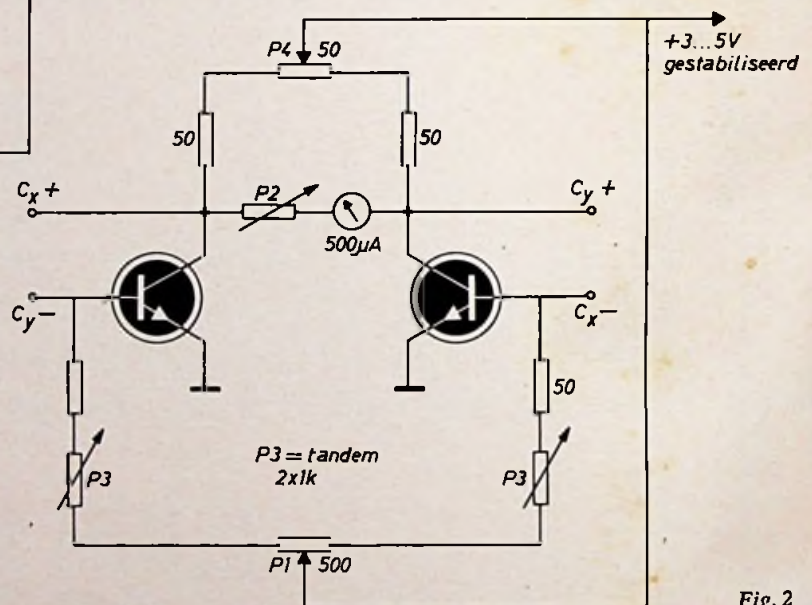 P4 50
+3...5V
gestabiliseerd
50
50
Cx+
P2
Cy+
500µA
Cy-
Cx-
50
P3
P3 = tandem
2x1k
P3
P1 500
Fig. 2